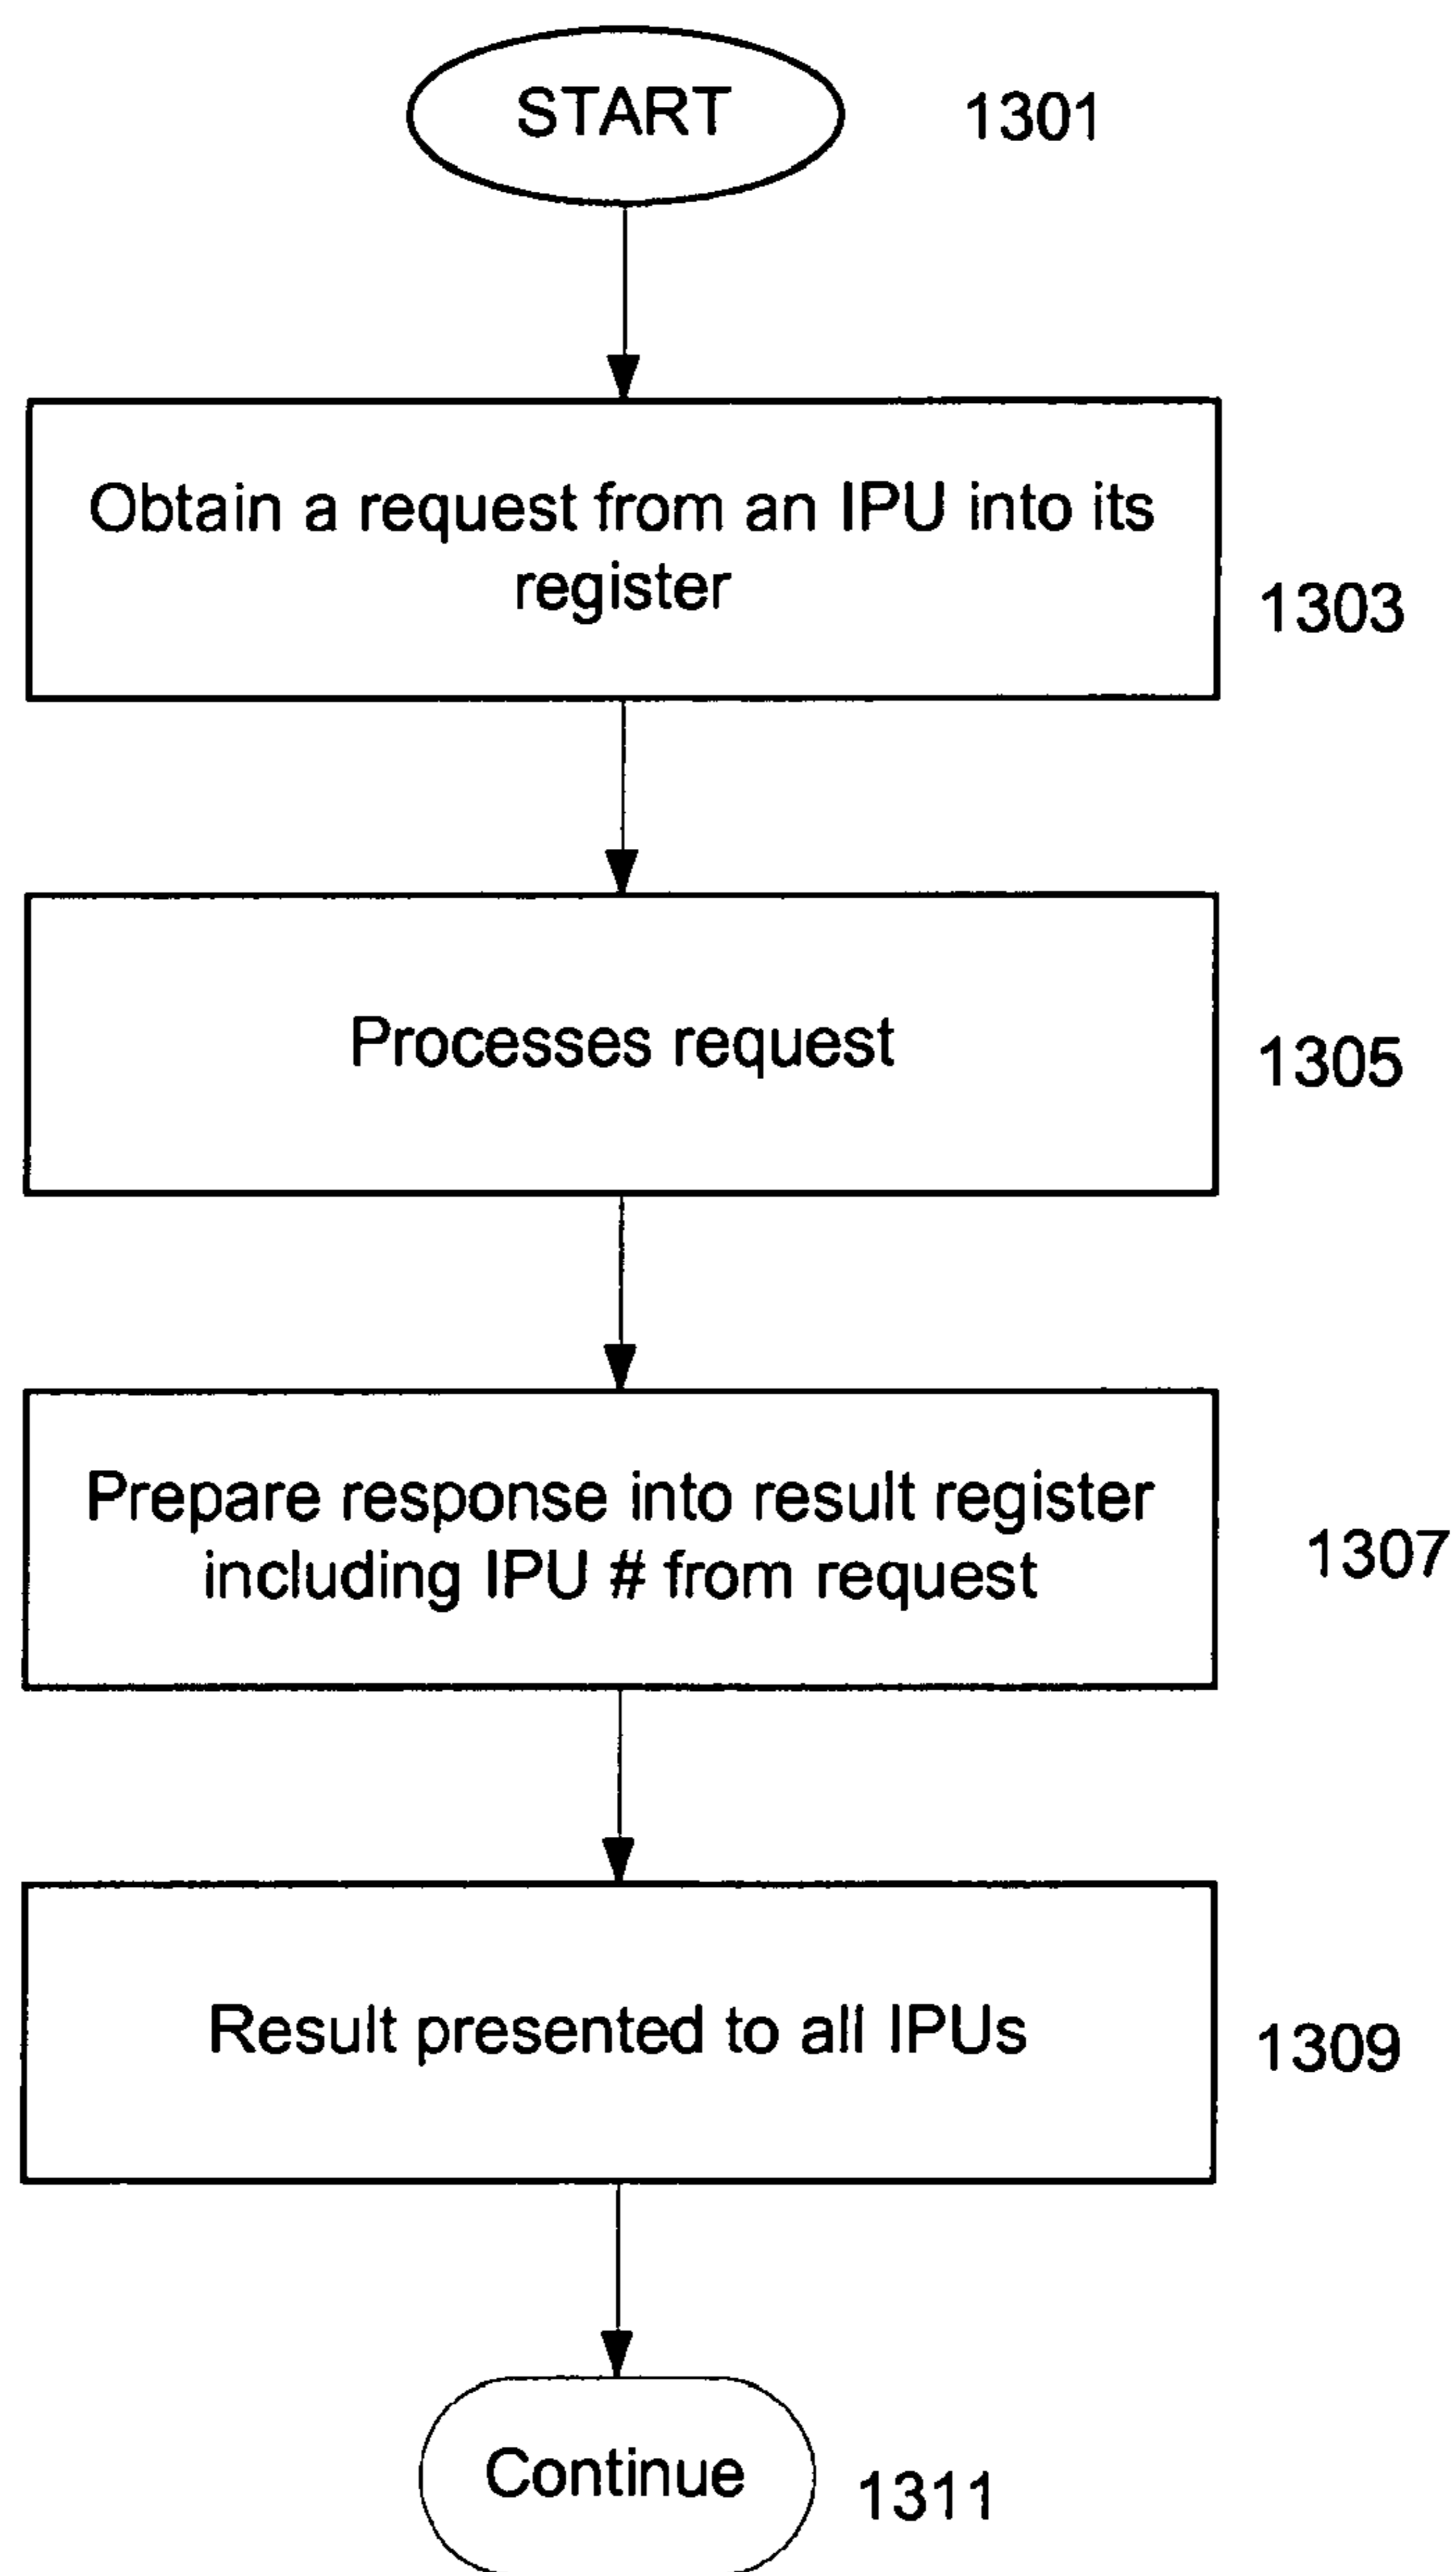 START
1301
Obtain a request from an IPU into its
register
1303
Processes request
1305
Prepare response into result register
including IPU # from request
1307
Result presented to all IPUs
1309
Continue
1311